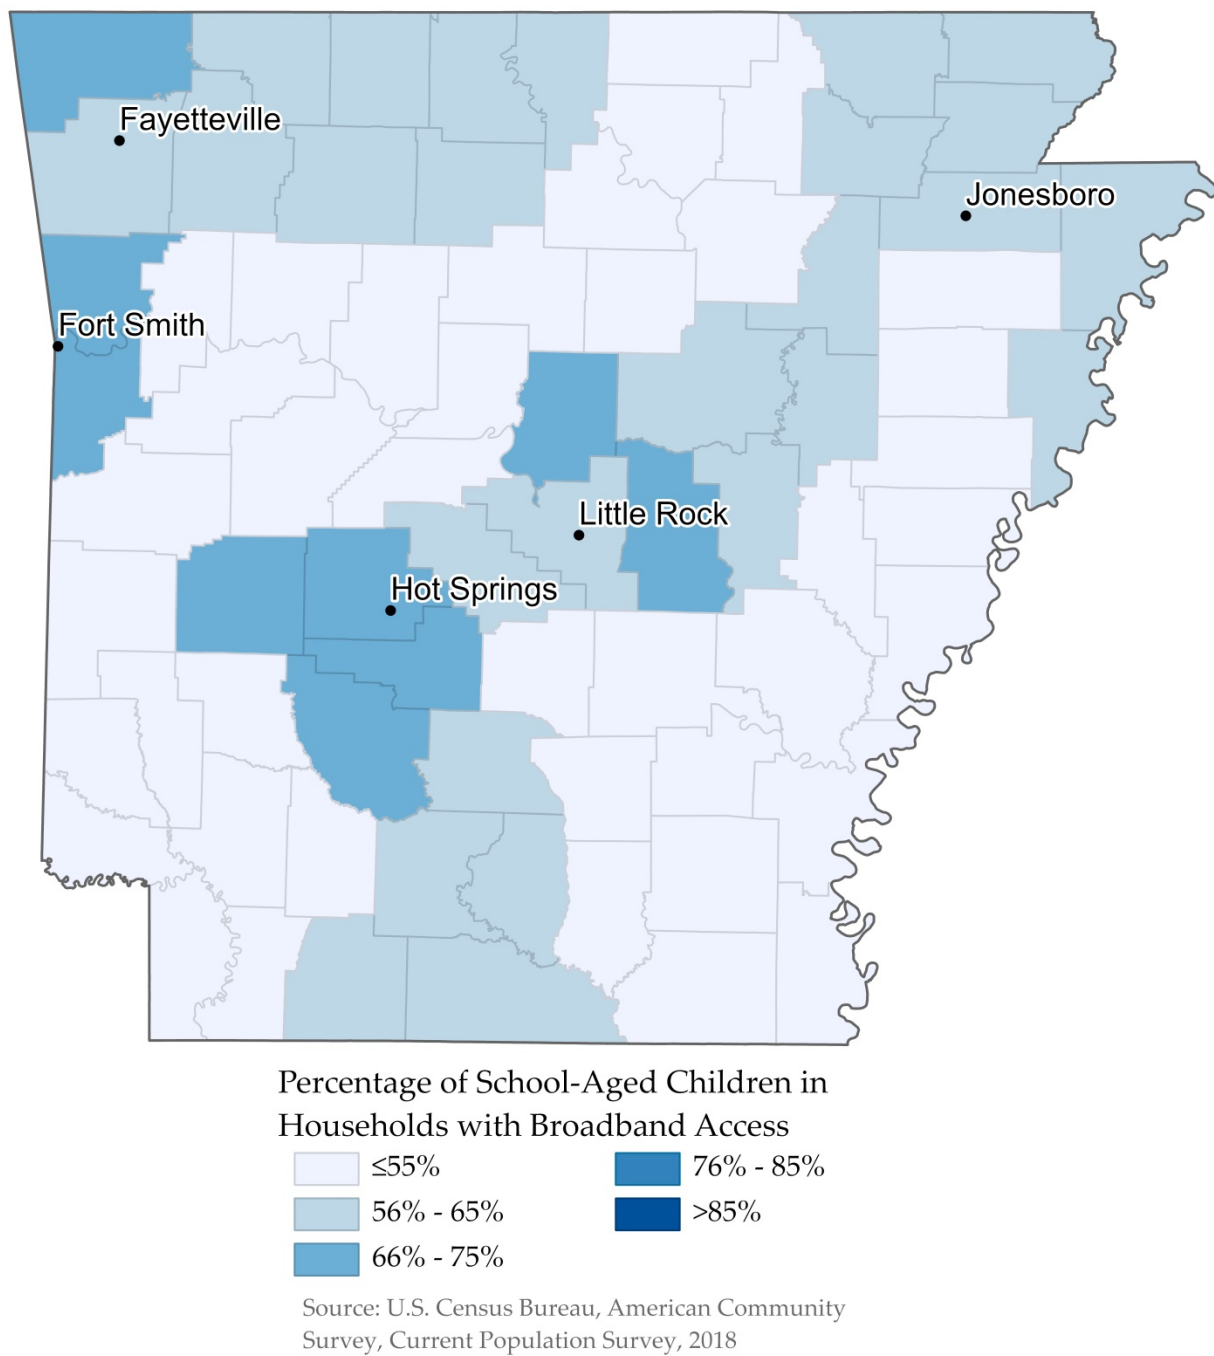 Fayetteville
Jonesboro
Fort Smith
Little Rock
Hot Springs
Percentage of School-Aged Children in
Households with Broadband Access
≤55%
56% - 65%
66% - 75%
76% - 85%
>85%
Source: U.S. Census Bureau, American Community
Survey, Current Population Survey, 2018